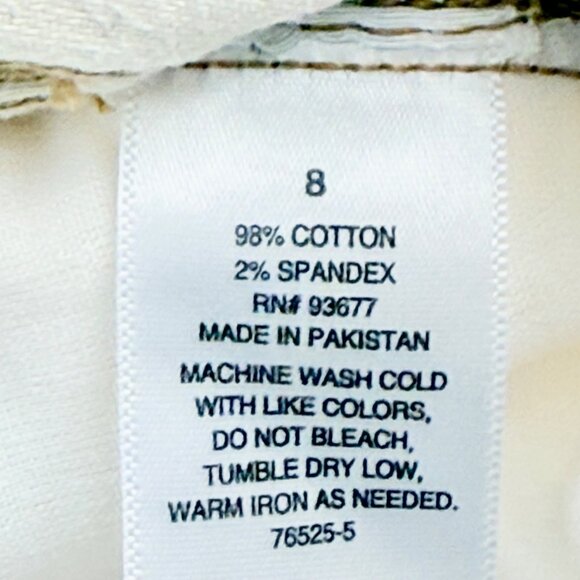 8
98% COTTON
2% SPANDEX
RN# 93677
MADE IN PAKISTAN
MACHINE WASH COLD
WITH LIKE COLORS,
DO NOT BLEACH,
TUMBLE DRY LOW,
WARM IRON AS NEEDED.
76525-5